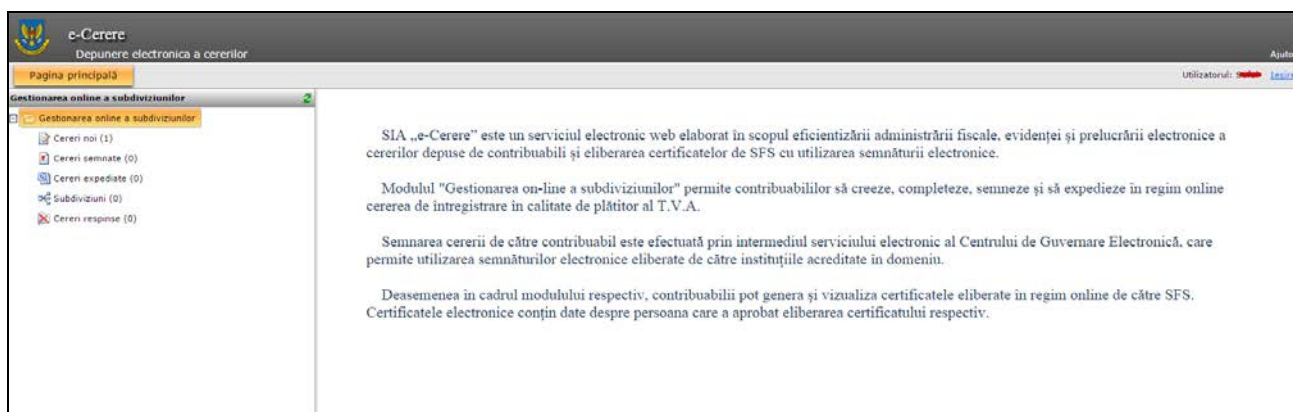 e-Cerere
Depunere electronica a cererilor
Pagina principală
Utilizatorul:
Gestionarea online a subdiviziunilor
Gestionarea online a subdiviziunilor
Cereri noi (1)
Cereri semnate (0)
Cereri expediate (0)
Subdiviziuni (0)
Cereri respinse (0)
SIA „e-Cerere” este un serviciul electronic web elaborat în scopul eficientizării administrării fiscale, evidenței și prelucrării electronice a
cererilor depuse de contribuabili și eliberarea certificatelor de SFS cu utilizarea semnăturii electronice.
Modulul "Gestionarea on-line a subdiviziunilor" permite contribuabililor să creeze, completeze, semneze și să expedieze în regim online
cererea de întregistrare în calitate de plătitor al T.V.A.
Semnarea cererii de către contribuabil este efectuată prin intermediul serviciului electronic al Centrului de Guvernare Electronică, care
permite utilizarea semnăturilor electronice eliberate de către instituțiile acreditate în domeniu.
Deasemenea în cadrul modulului respectiv, contribuabilii pot genera și vizualiza certificatele eliberate în regim online de către SFS.
Certificatele electronice conțin date despre persoana care a aprobat eliberarea certificatului respectiv.